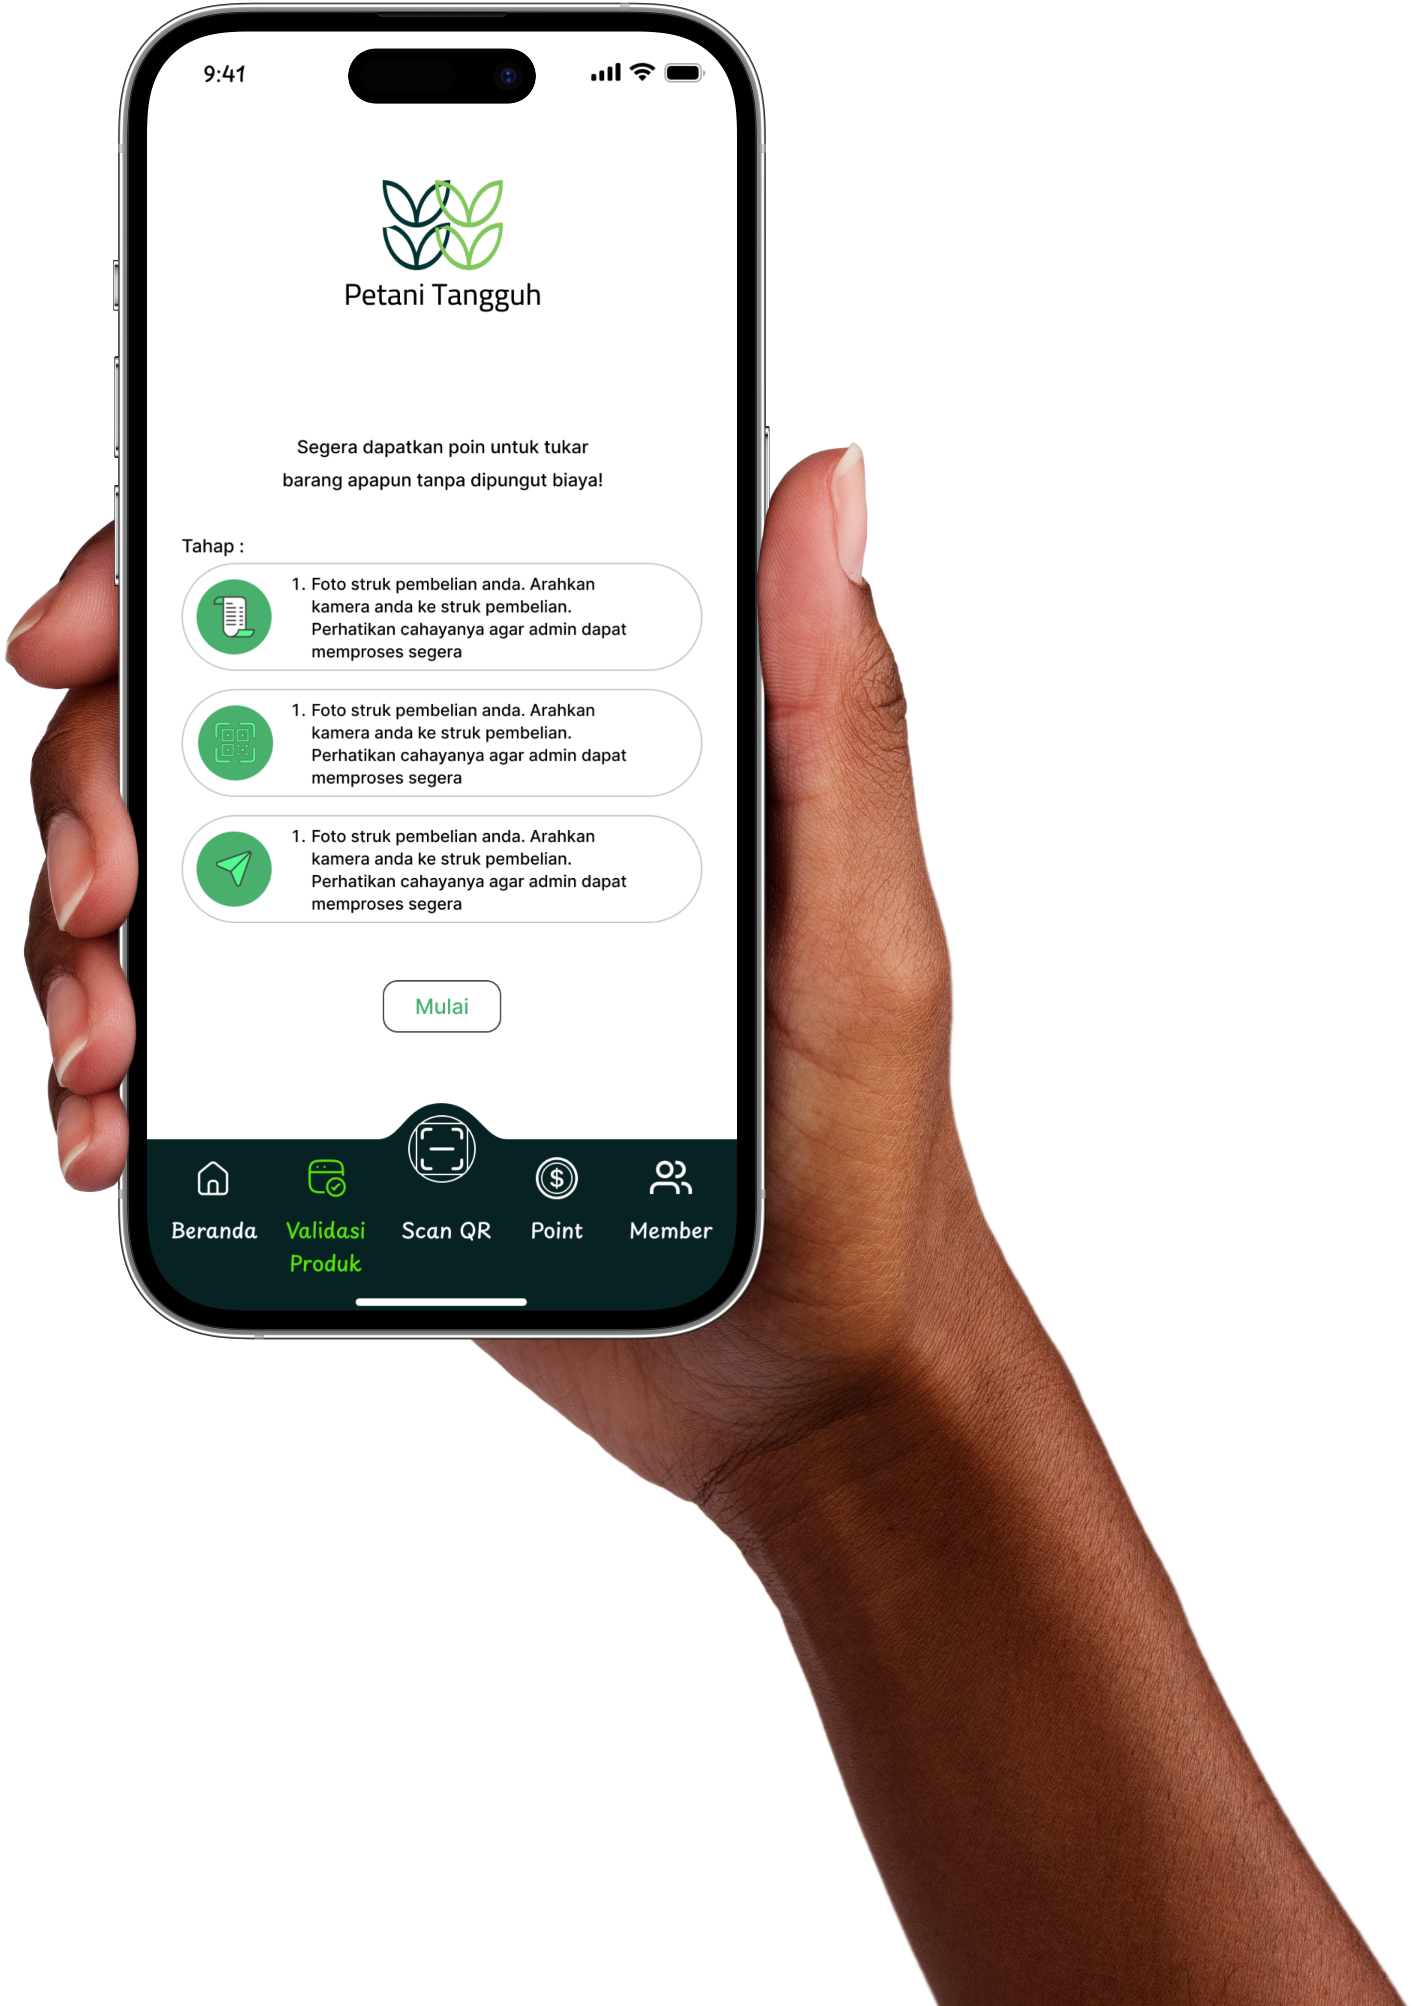 9:41
Petani Tangguh
Segera dapatkan poin untuk tukar
barang apapun tanpa dipungut biaya!
Tahap :
1. Foto struk pembelian anda. Arahkan
kamera anda ke struk pembelian.
Perhatikan cahayanya agar admin dapat
memproses segera
1. Foto struk pembelian anda. Arahkan
kamera anda ke struk pembelian.
Perhatikan cahayanya agar admin dapat
memproses segera
1. Foto struk pembelian anda. Arahkan
kamera anda ke struk pembelian.
Perhatikan cahayanya agar admin dapat
memproses segera
Mulai
Beranda Validasi Scan QR Point Member
Produk